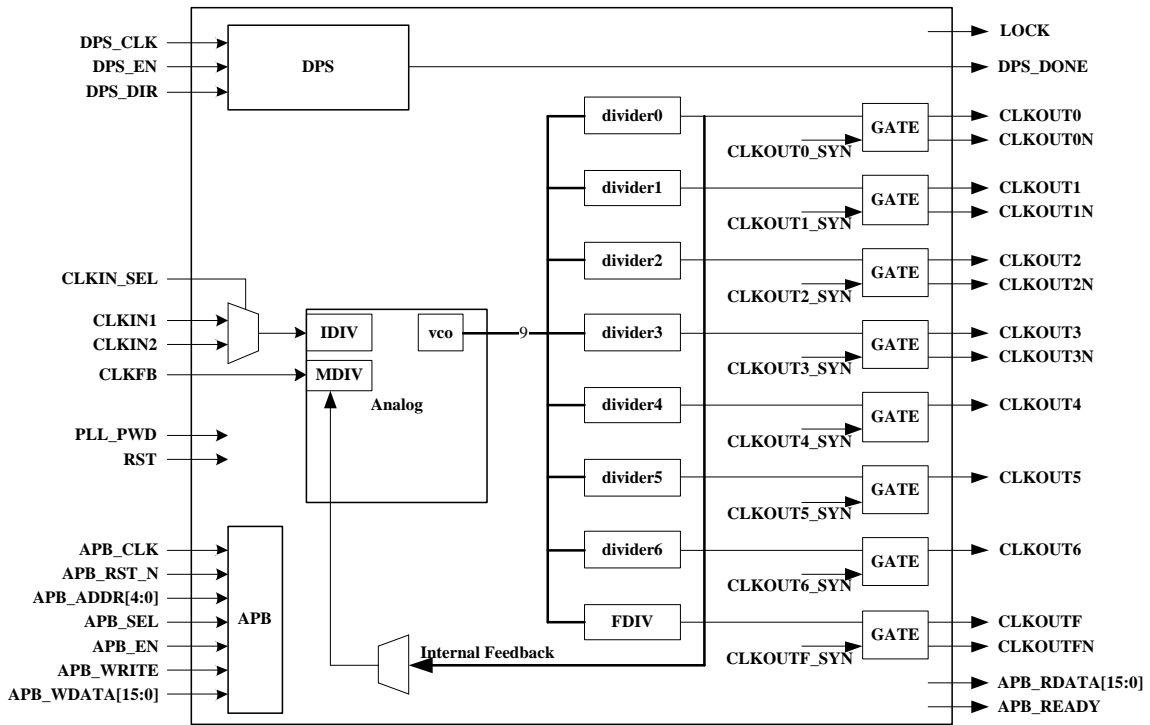 DPS_CLK
DPS_EN
DPS_DIR
DPS
LOCK
DPS_DONE
divider0
CLKOUT0_SYN
GATE
CLKOUT0
CLKOUT0N
divider1
CLKOUT1_SYN
GATE
CLKOUT1
CLKOUT1N
divider2
CLKOUT2_SYN
GATE
CLKOUT2
CLKOUT2N
CLKIN_SEL
CLKIN1
CLKIN2
CLKFB
IDIV
MDIV
vco
Analog
9
divider3
CLKOUT3_SYN
GATE
CLKOUT3
CLKOUT3N
divider4
CLKOUT4_SYN
GATE
CLKOUT4
PLL_PWD
RST
divider5
CLKOUT5_SYN
GATE
CLKOUT5
divider6
CLKOUT6_SYN
GATE
CLKOUT6
APB_CLK
APB_RST_N
APB_ADDR[4:0]
APB_SEL
APB_EN
APB_WRITE
APB_WDATA[15:0]
APB
Internal Feedback
FDIV
CLKOUTF_SYN
GATE
CLKOUTF
CLKOUTFN
APB_RDATA[15:0]
APB_READY